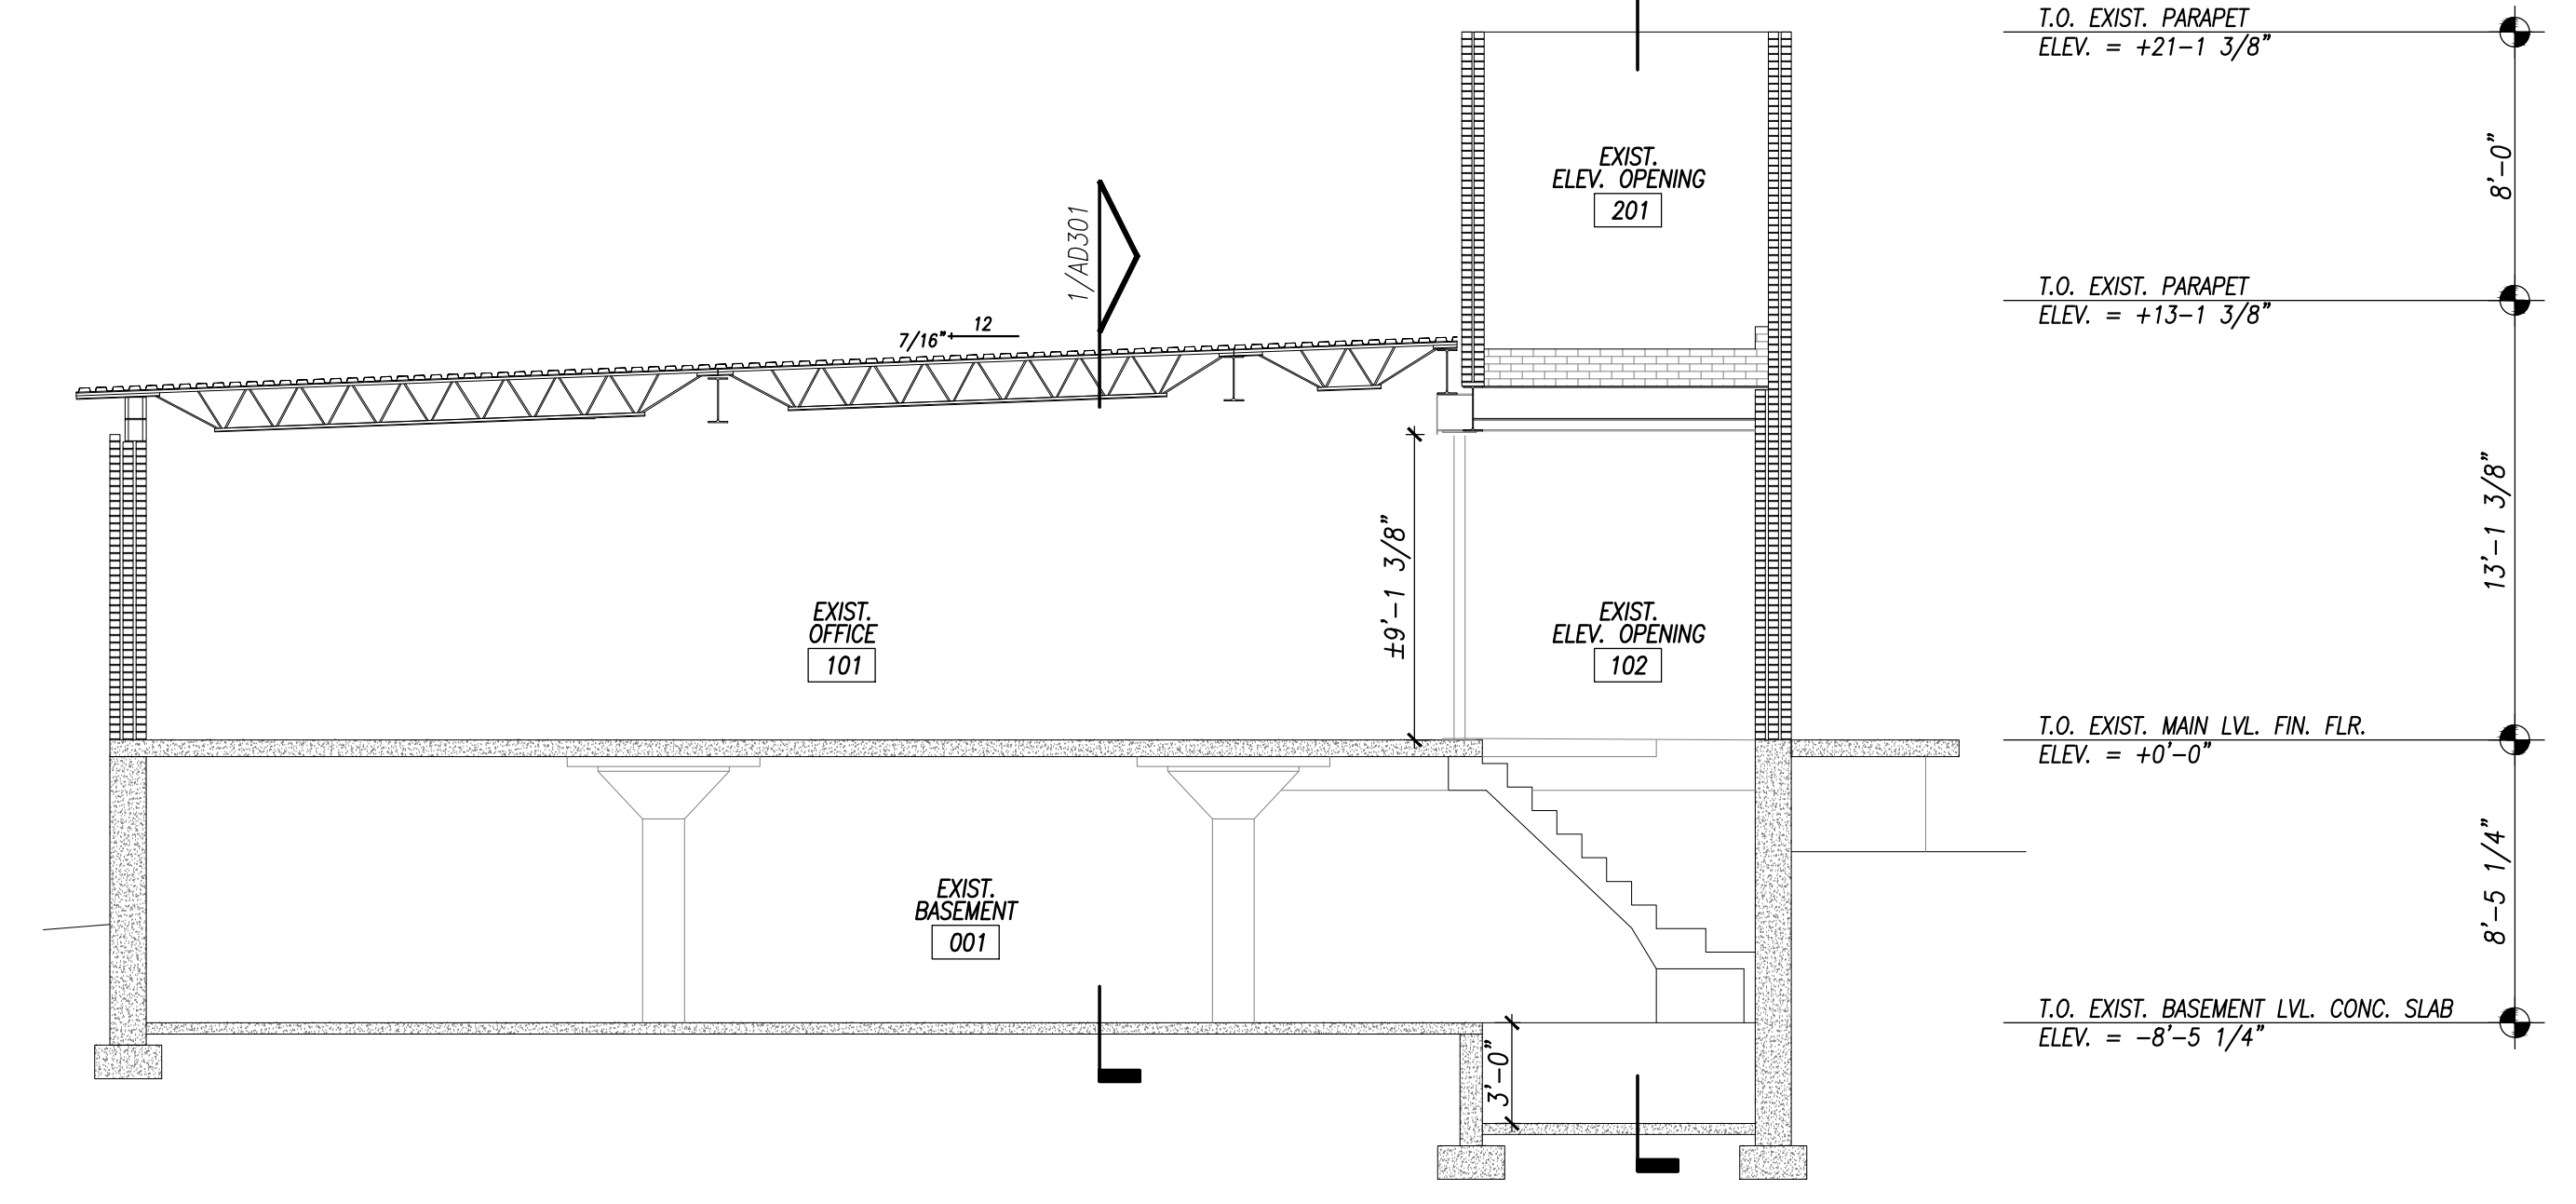 T.O. EXIST. PARAPET
ELEV. = +21-1 3/8"
8'-0"
EXIST.
ELEV. OPENING
201
1/AD301
T.O. EXIST. PARAPET
ELEV. = +13-1 3/8"
12
7/16"
13'-1 3/8"
±9'-1 3/8"
EXIST.
OFFICE
101
EXIST.
ELEV. OPENING
102
T.O. EXIST. MAIN LVL. FIN. FLR.
ELEV. = +0'-0"
8'-5 1/4"
EXIST.
BASEMENT
001
T.O. EXIST. BASEMENT LVL. CONC. SLAB
ELEV. = -8'-5 1/4"
3'-0"